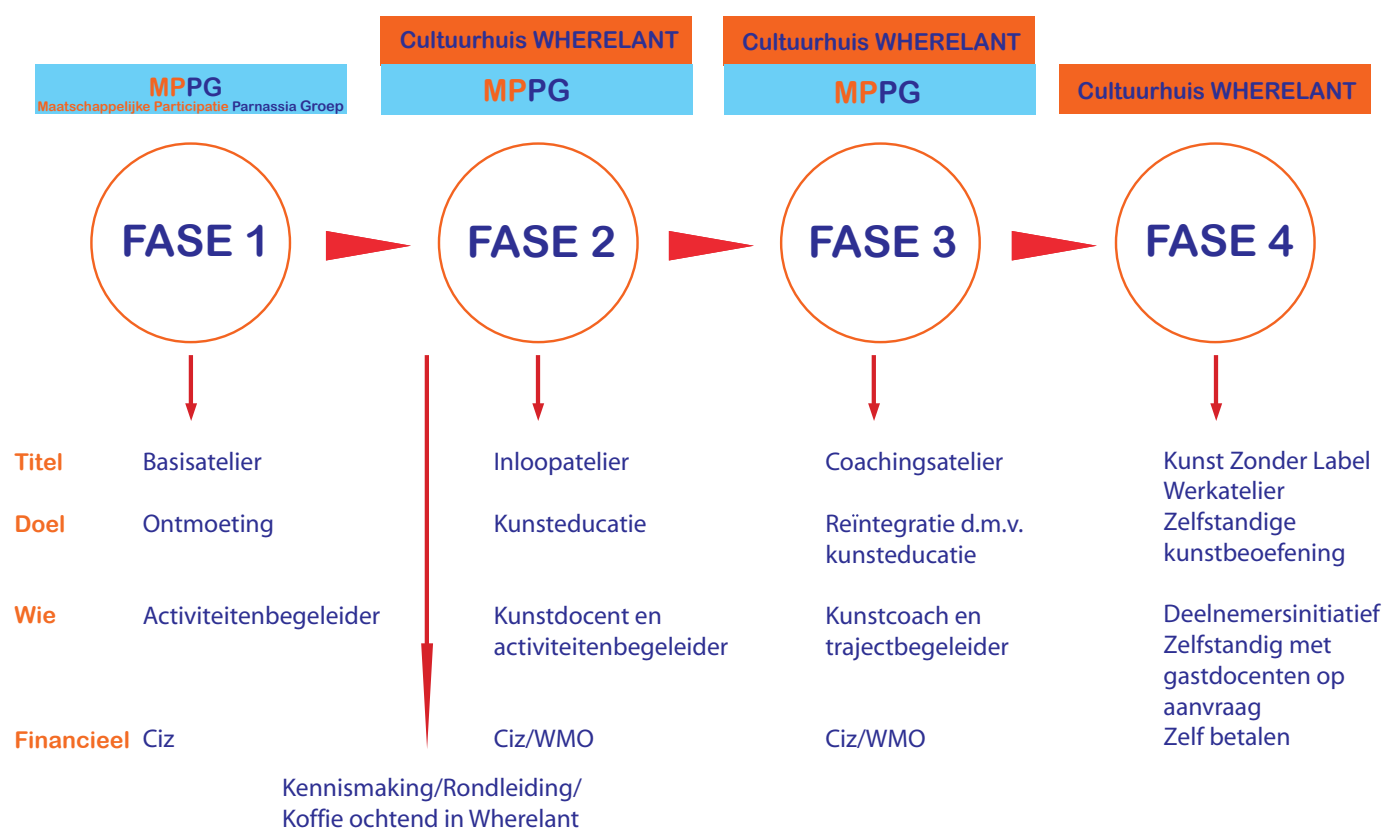 MPPG
Maatschappelijke Participatie Parnassia Groep
Cultuurhuis WHERELANT
MPPG
Cultuurhuis WHERELANT
MPPG
Cultuurhuis WHERELANT
FASE 1
FASE 2
FASE 3
FASE 4
Titel
Basisatelier
Inloopatelier
Coachingsatelier
Kunst Zonder Label
Werkatelier
Doel
Ontmoeting
Kunsteducatie
Reïntegratie d.m.v.
kunsteducatie
Zelfstandige
kunstbeoefening
Wie
Activiteitenbegeleider
Kunstdocent en
activiteitenbegeleider
Kunstcoach en
trajectbegeleider
Deelnemersinitiatief
Zelfstandig met
gastdocenten op
aanvraag
Financieel
Ciz
Ciz/WMO
Ciz/WMO
Zelf betalen
Kennismaking/Rondleiding/
Koffie ochtend in Wherelant